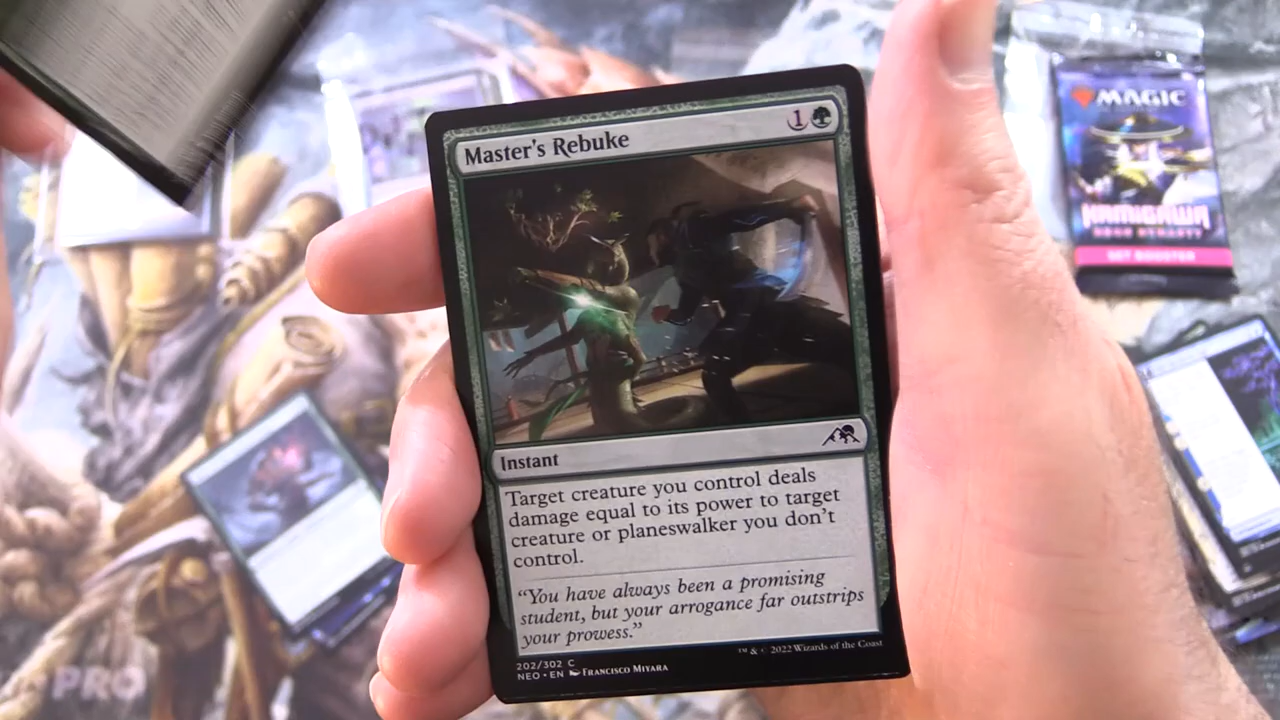 Master's Rebuke
1
Instant
Target creature you control deals
damage equal to its power to target
creature or planeswalker you don't
control.
“You have always been a promising
student, but your arrogance far outstrips
your prowess.”
202/302 C
NEO • EN Francisco Miyara
™ & © 2022 Wizards of the Coast
MAGIC
KAMIGAWA
NEON DYNASTY
SET BOOSTER
PRO